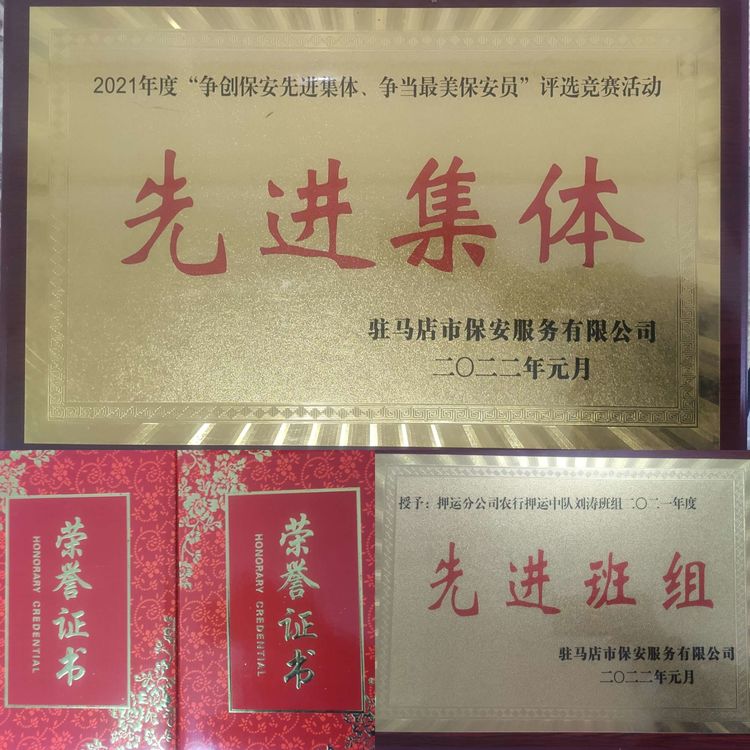 2021年度“争创保安先进集体、争当最美保安员”评选竞赛活动
先进集体
驻马店市保安服务有限公司
二〇二二年元月
荣誉证书
HONORARY CREDENTIAL
荣誉证书
HONORARY CREDENTIAL
授予：押运分公司农行押运中队刘涛班组二〇二一年度
先进班组
驻马店市保安服务有限公司
二〇二二年元月